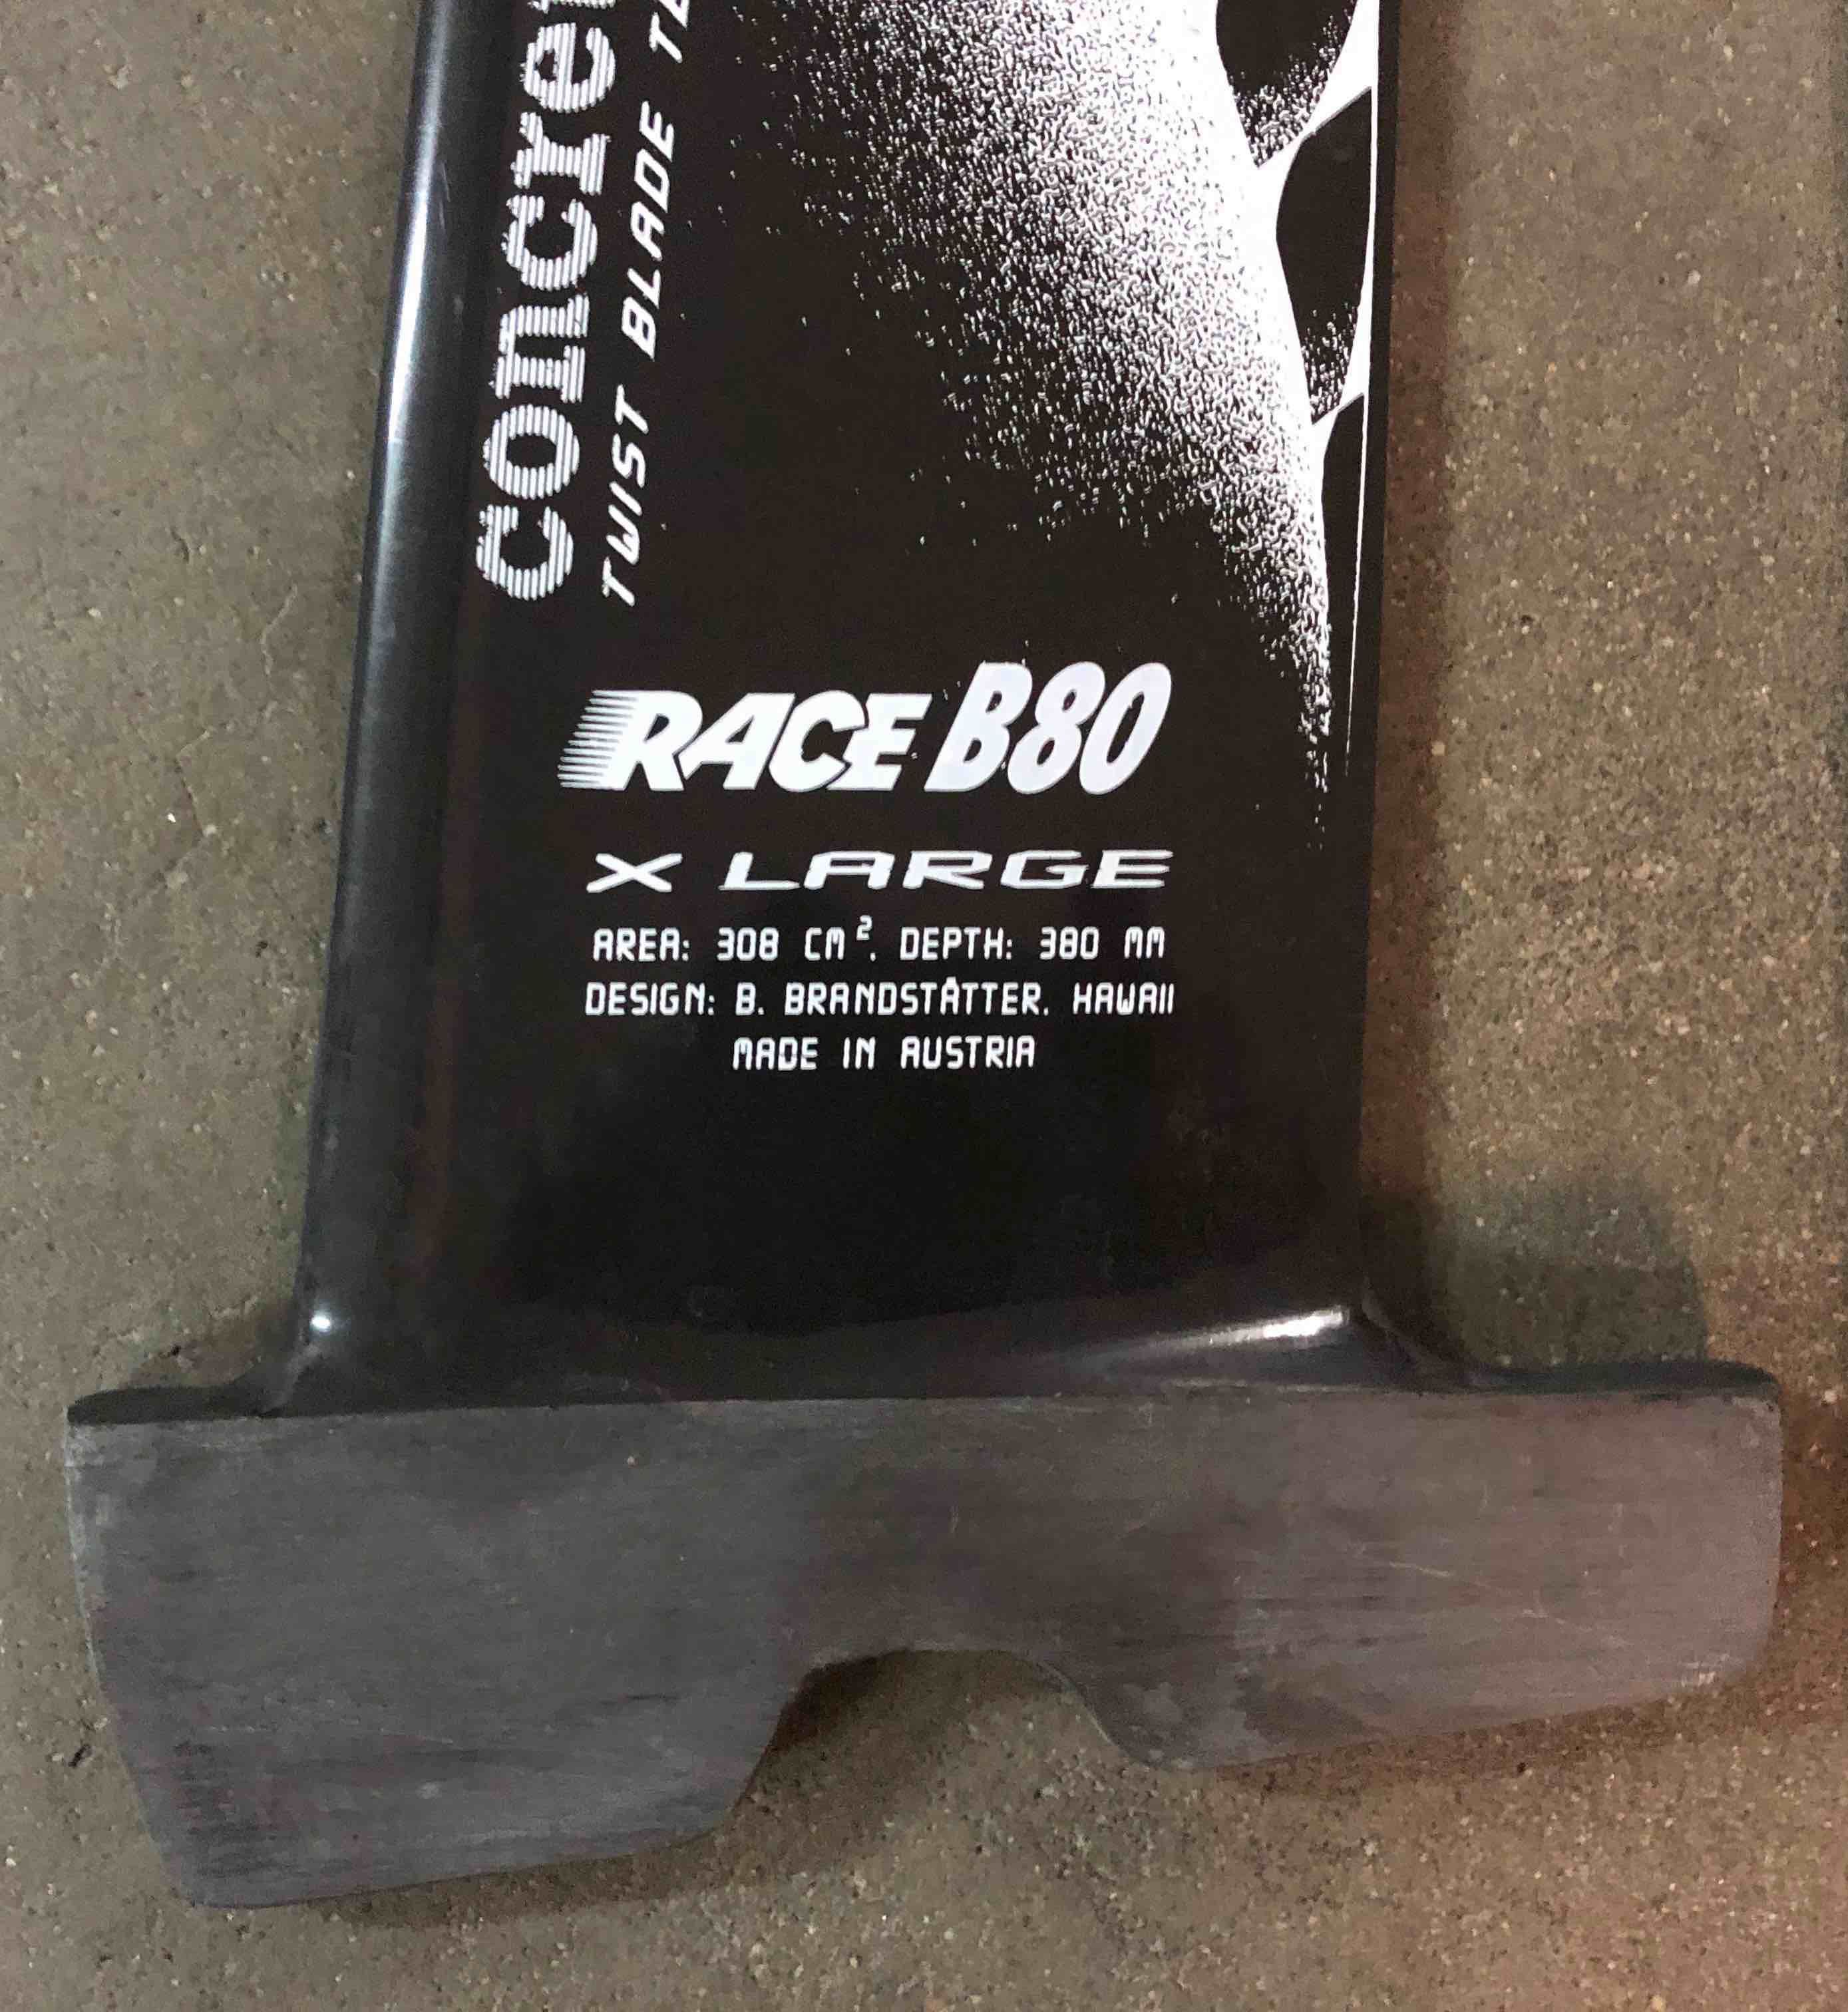 TWIST BLADE
RACE B80
X LARGE
AREA: 308 CM². DEPTH: 380 MM
DESIGN: B. BRANDSTÄTTER, HAWAII
MADE IN AUSTRIA